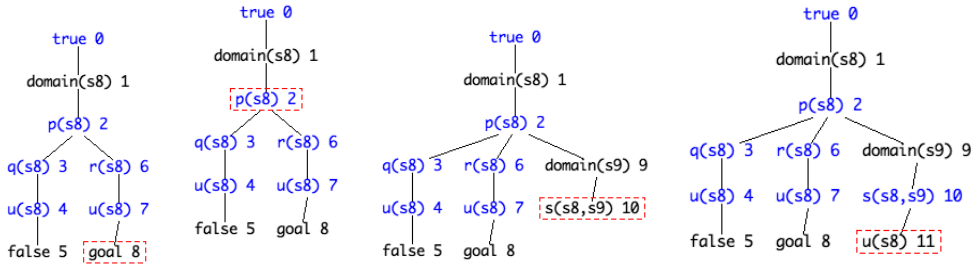 true 0
domain(s8) 1
p(s8) 2
q(s8) 3 r(s8) 6
u(s8) 4 u(s8) 7
false 5 goal 8
true 0
domain(s8) 1
p(s8) 2
q(s8) 3 r(s8) 6
u(s8) 4 u(s8) 7
false 5 goal 8
true 0
domain(s8) 1
p(s8) 2
q(s8) 3 r(s8) 6 domain(s9) 9
u(s8) 4 u(s8) 7 s(s8,s9) 10
false 5 goal 8
true 0
domain(s8) 1
p(s8) 2
q(s8) 3 r(s8) 6 domain(s9) 9
u(s8) 4 u(s8) 7 s(s8,s9) 10
false 5 goal 8 u(s8) 11